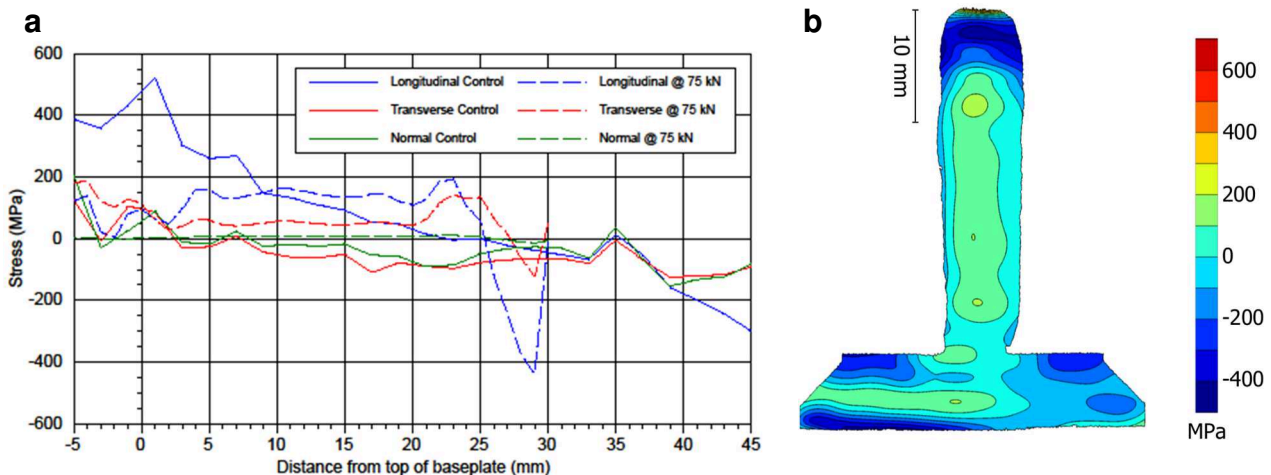 a
b
600
400
200
0
-200
-400
-600
Stress (MPa)
Longitudinal Control
Longitudinal @ 75 kN
Transverse Control
Transverse @ 75 kN
Normal Control
Normal @ 75 kN
-5 0 5 10 15 20 25 30 35 40 45
Distance from top of baseplate (mm)
10 mm
600
400
200
0
-200
-400
MPa